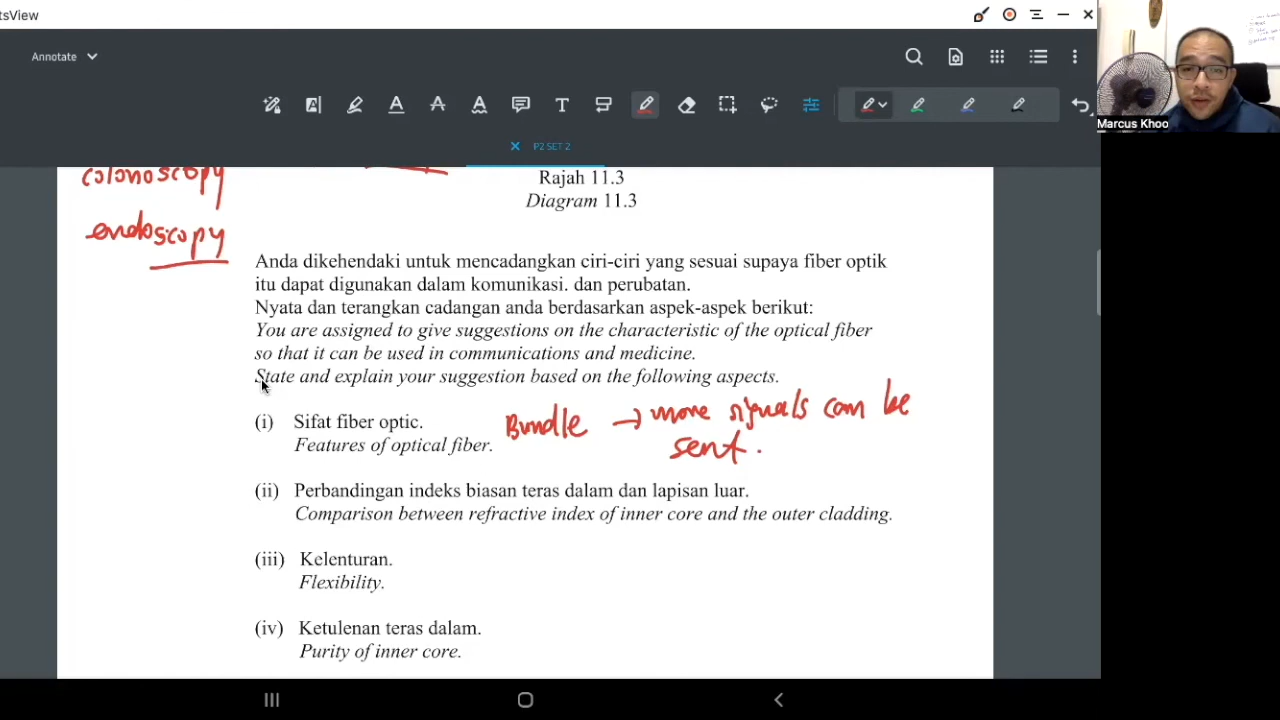 tsView
Annotate
Marcus Khoo
P2 SET 2
colonoscopy
Rajah 11.3
Diagram 11.3
endoscopy
Anda dikehendaki untuk mencadangkan ciri-ciri yang sesuai supaya fiber optik
itu dapat digunakan dalam komunikasi. dan perubatan.
Nyata dan terangkan cadangan anda berdasarkan aspek-aspek berikut:
You are assigned to give suggestions on the characteristic of the optical fiber
so that it can be used in communications and medicine.
State and explain your suggestion based on the following aspects.
(i) Sifat fiber optic.
Features of optical fiber.
Bundle → more signals can be
sent.
(ii) Perbandingan indeks biasan teras dalam dan lapisan luar.
Comparison between refractive index of inner core and the outer cladding.
(iii) Kelenturan.
Flexibility.
(iv) Ketulenan teras dalam.
Purity of inner core.